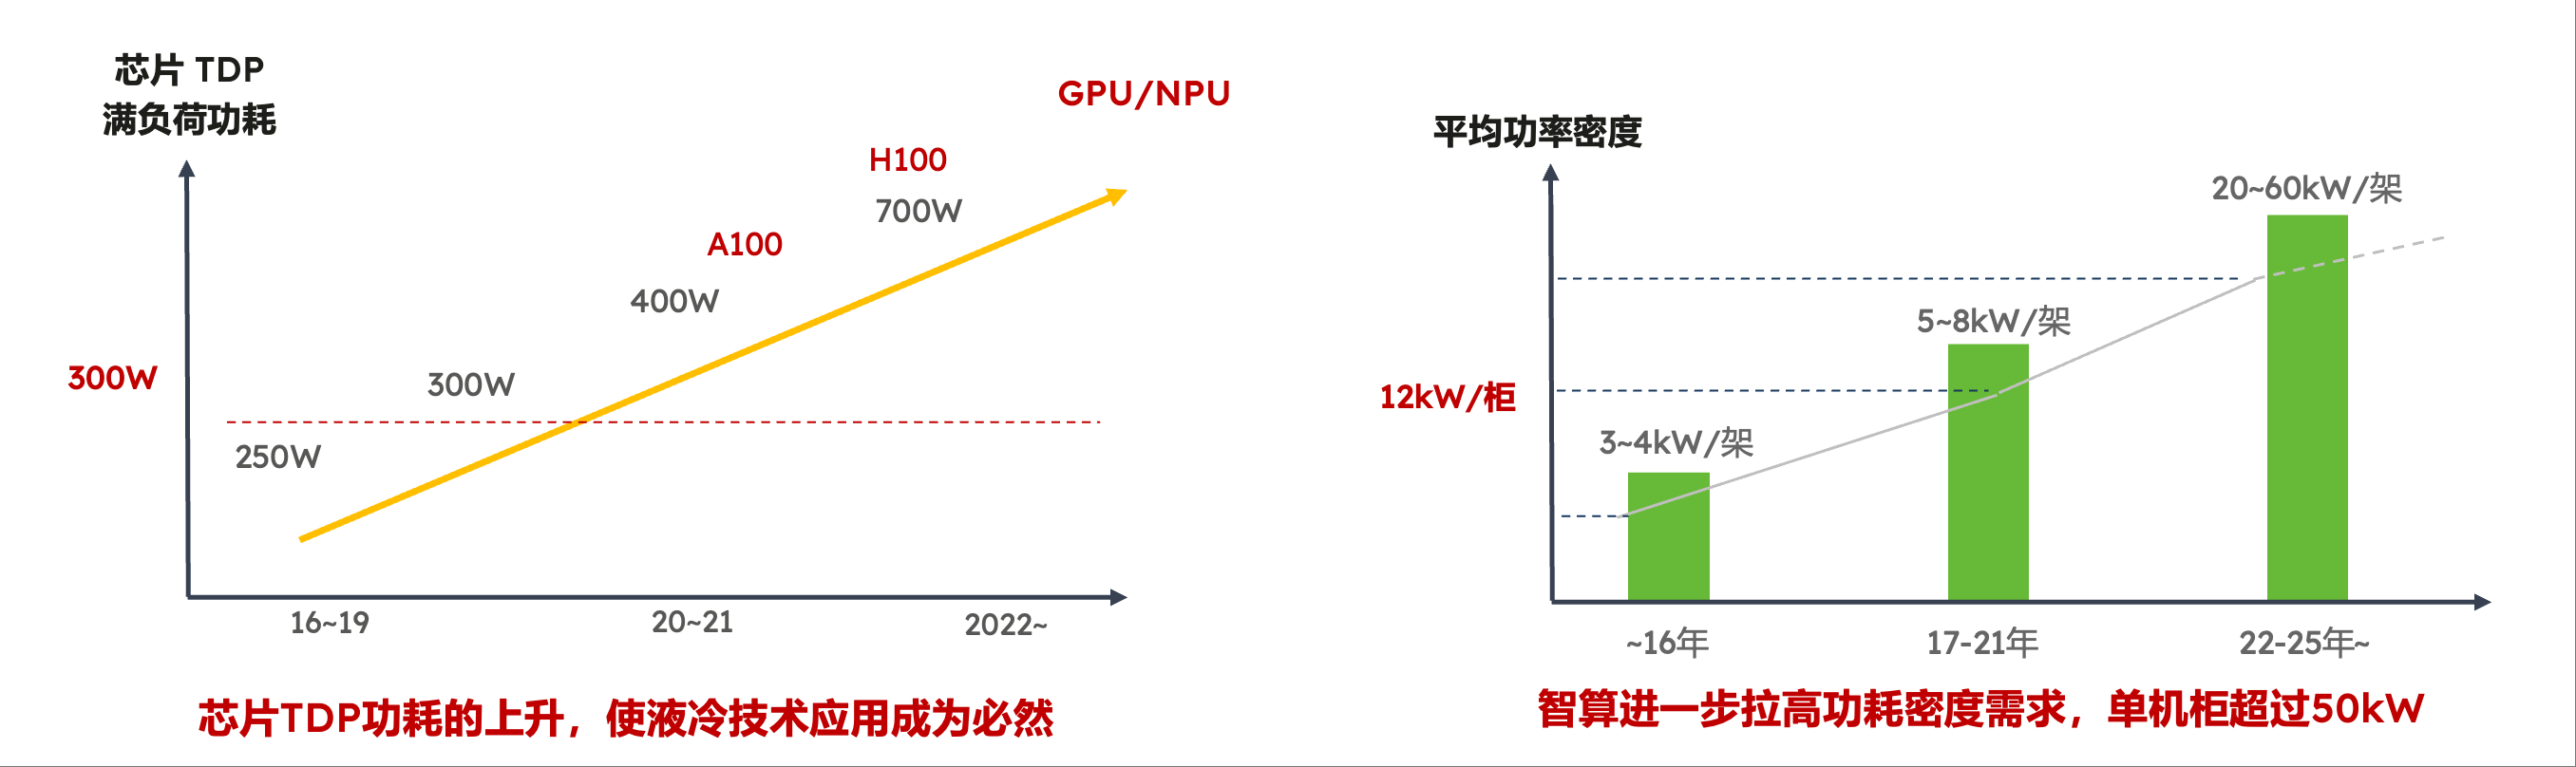 芯片 TDP
满负荷功耗
GPU/NPU
H100
700W
A100
400W
300W
300W
250W
16~19
20~21
2022~
芯片TDP功耗的上升，使液冷技术应用成为必然
平均功率密度
20~60kW/架
5~8kW/架
12kW/柜
3~4kW/架
~16年
17-21年
22-25年~
智算进一步拉高功耗密度需求，单机柜超过50kW